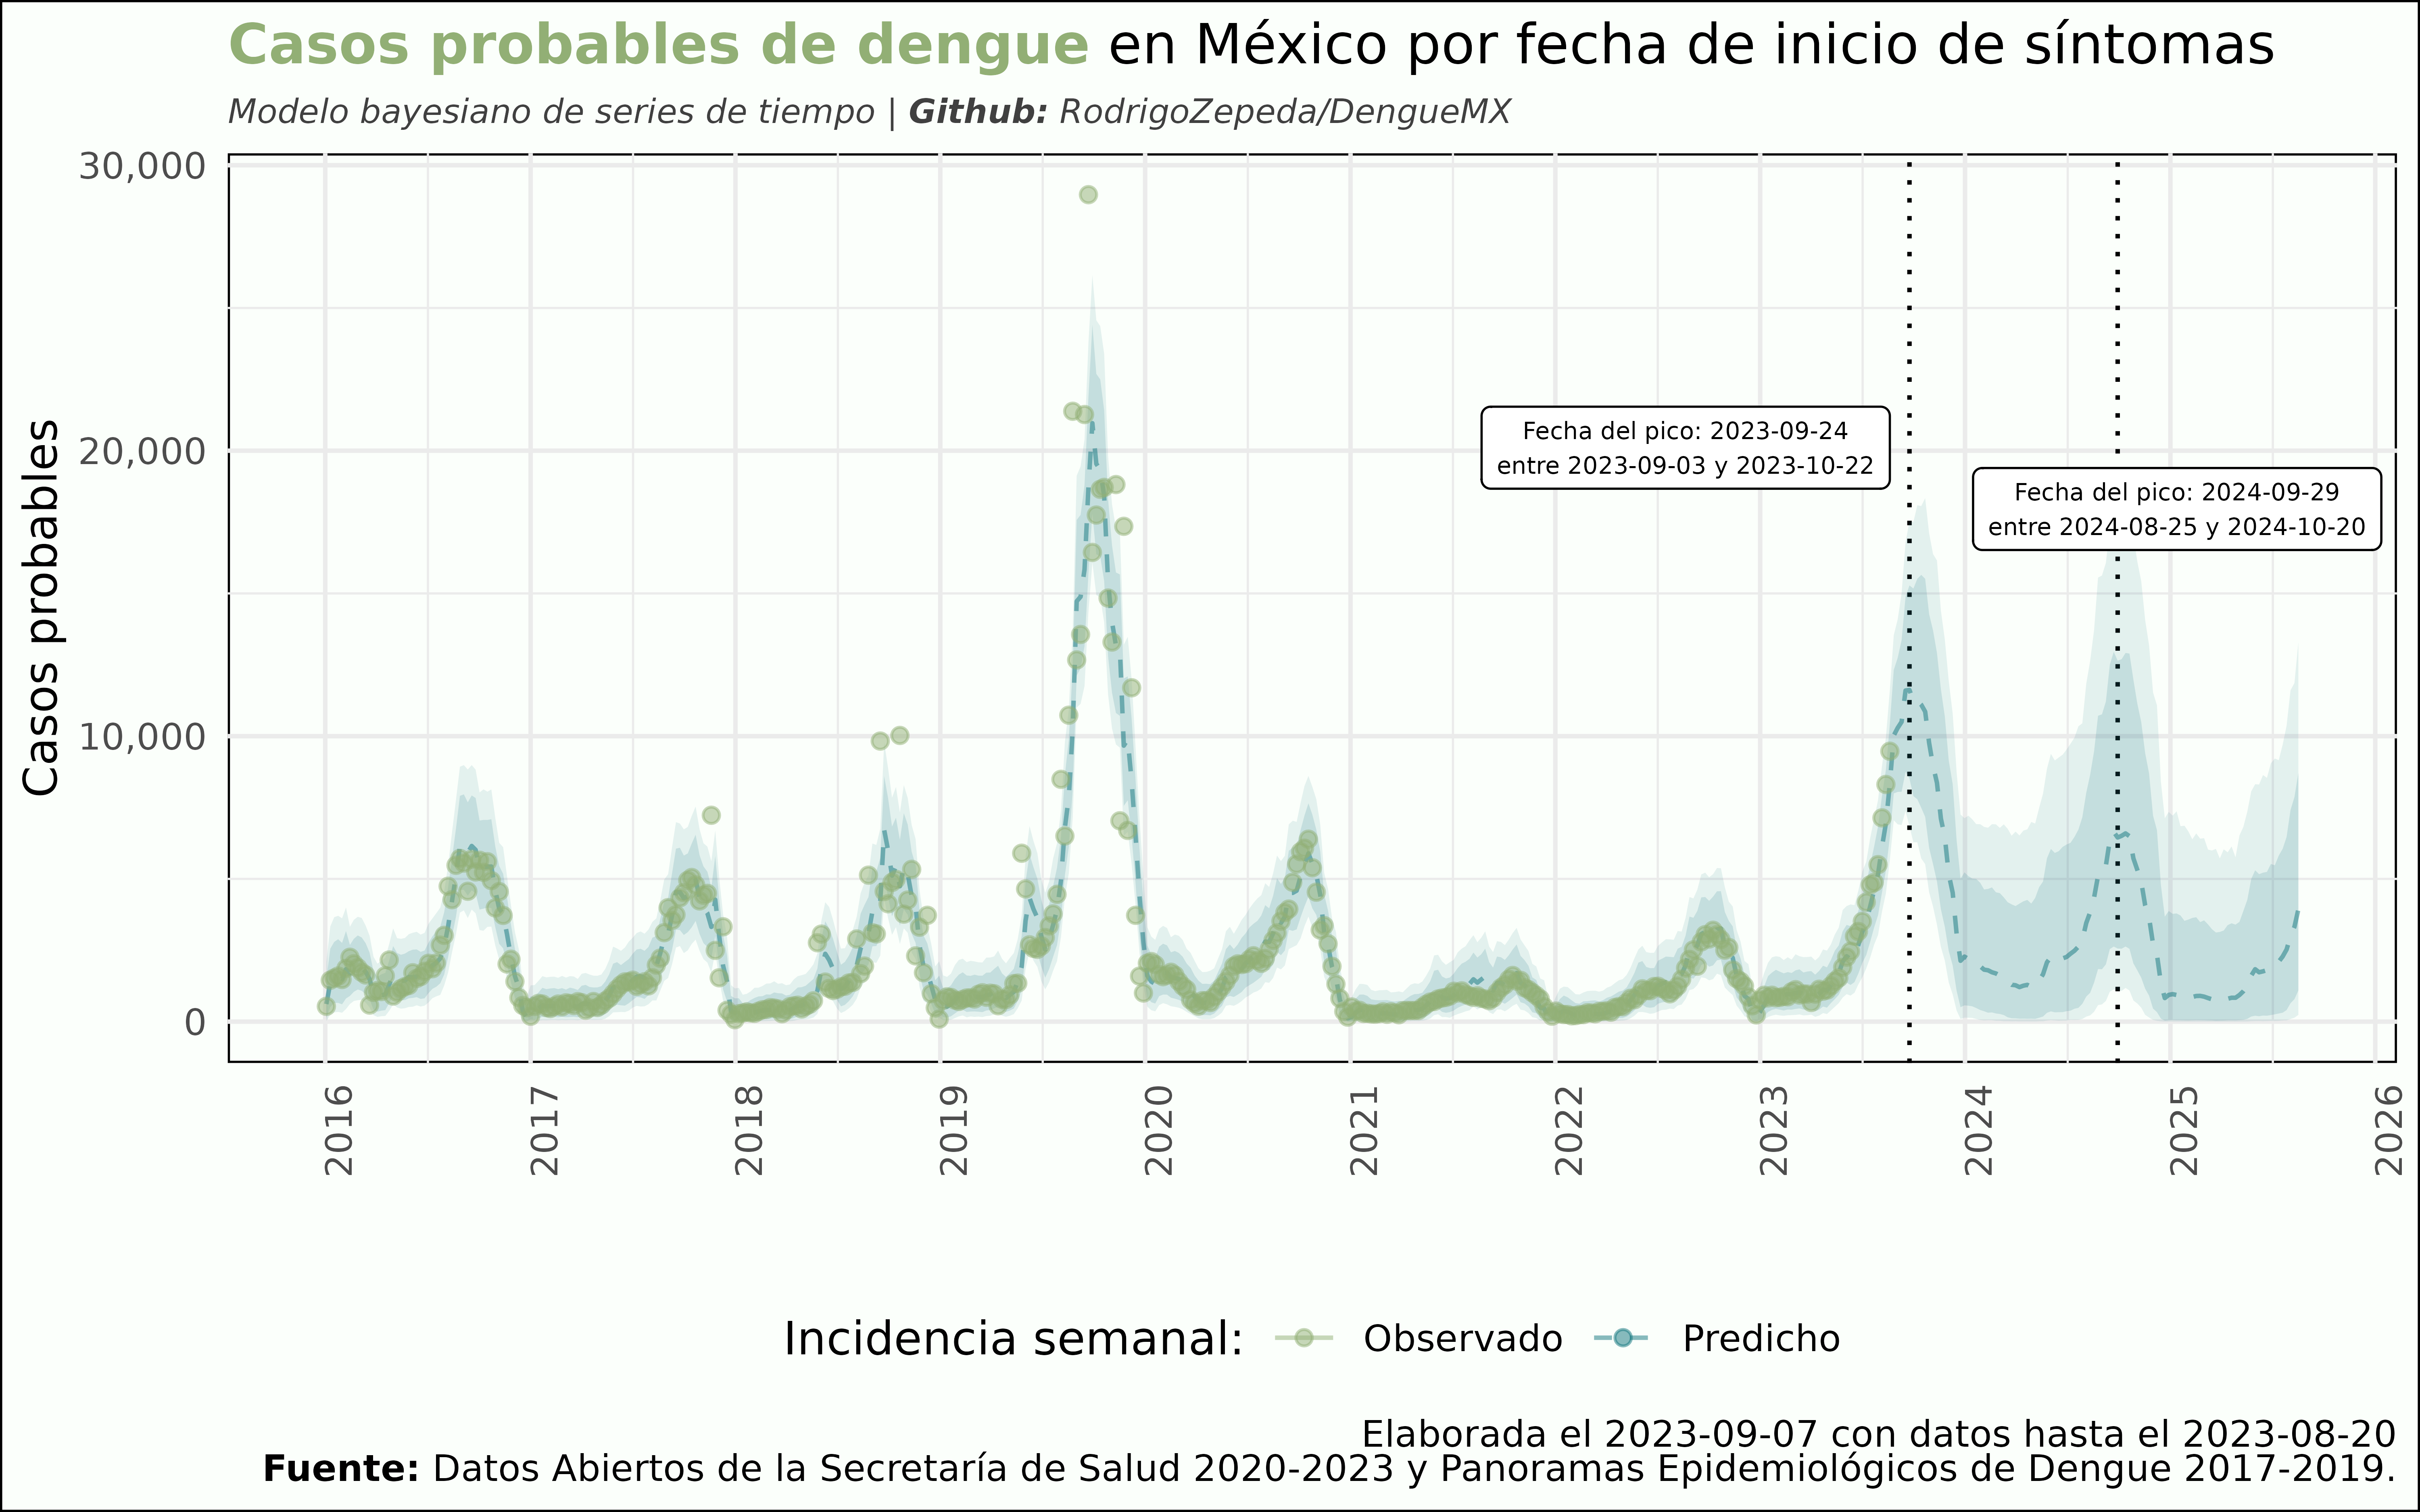 Casos probables de dengue en México por fecha de inicio de síntomas
Modelo bayesiano de series de tiempo | Github: RodrigoZepeda/DengueMX
Casos probables
30,000
20,000
10,000
0
Fecha del pico: 2023-09-24
entre 2023-09-03 y 2023-10-22
Fecha del pico: 2024-09-29
entre 2024-08-25 y 2024-10-20
2016
2017
2018
2019
2020
2021
2022
2023
2024
2025
2026
Incidencia semanal: Observado Predicho
Elaborada el 2023-09-07 con datos hasta el 2023-08-20
Fuente: Datos Abiertos de la Secretaría de Salud 2020-2023 y Panoramas Epidemiológicos de Dengue 2017-2019.